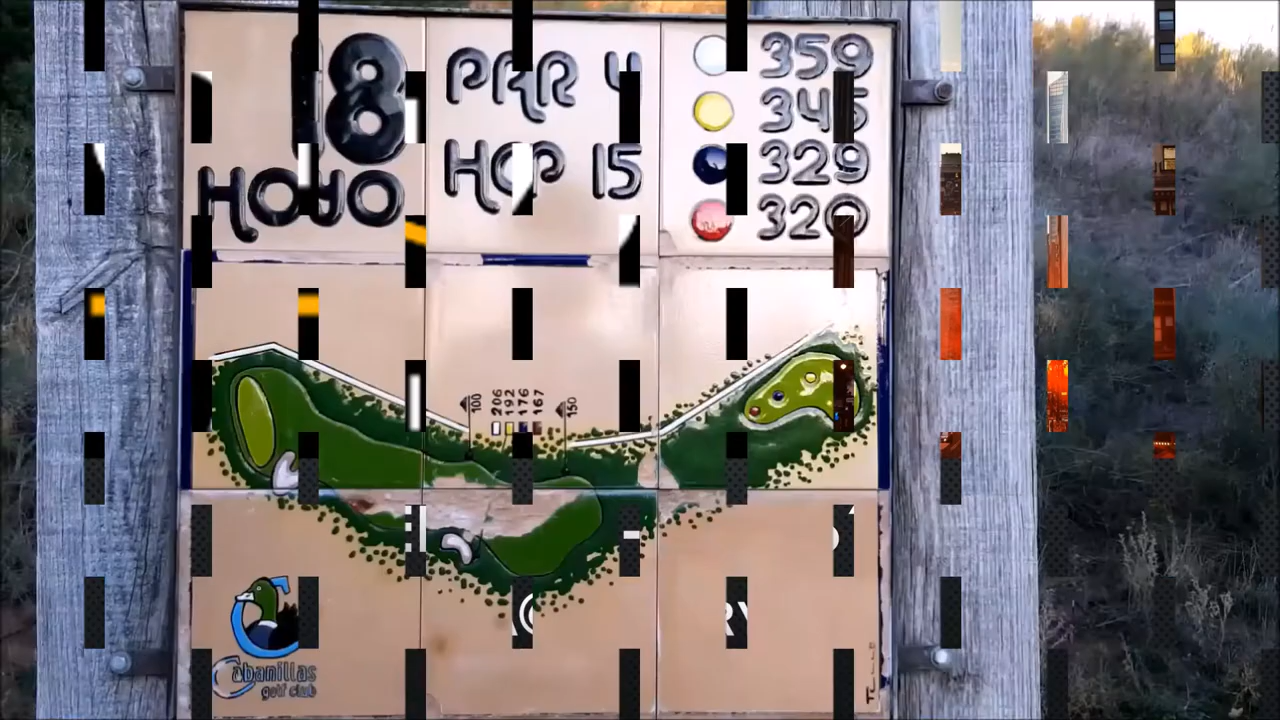 18
HOYO
PAR 4
HCP 15
359
345
329
320
100
206
192
176
167
150
Cabanillas
golf club